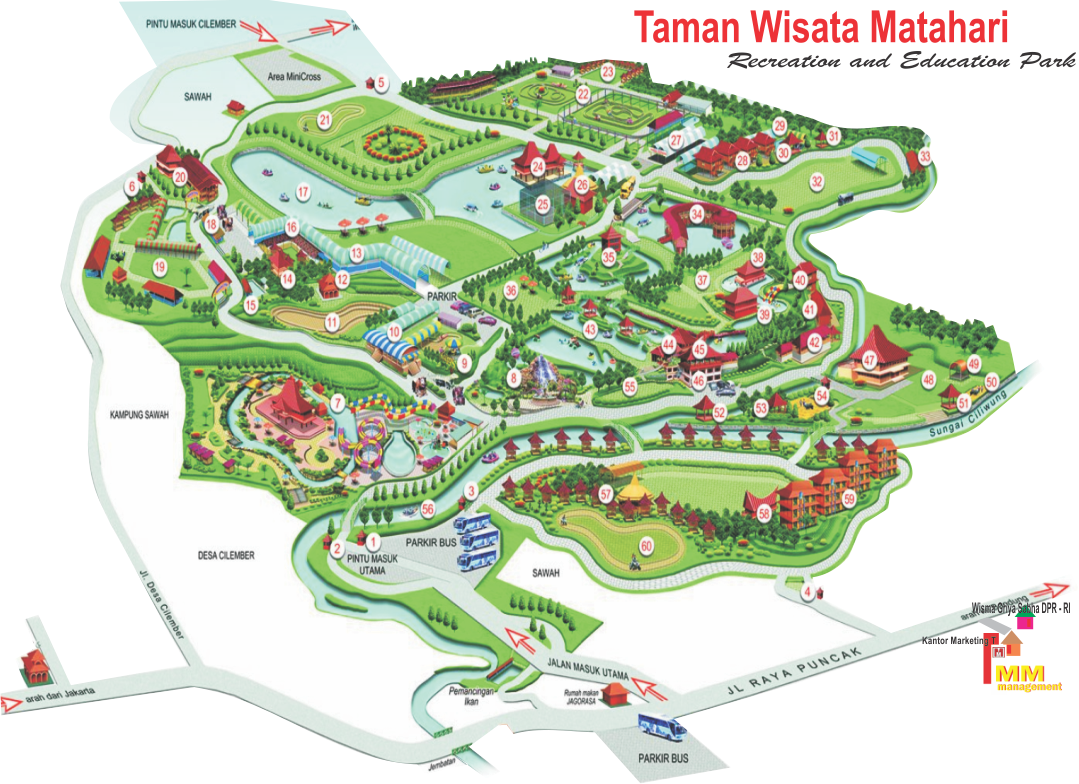 Taman Wisata Matahari
Recreation and Education Park
PINTU MASUK CILEMBER
Area MiniCross
SAWAH
5
23
22
21
27
29
31
30
28
33
24
20
6
17
26
25
32
18
16
34
13
35
38
19
14
12
37
40
36
15
PARKIR
39
41
11
43
10
44
45
42
47
9
8
46
55
48
49
50
54
51
52
53
7
KAMPUNG SAWAH
Sungai Ciliwung
3
57
59
56
58
1
2
PARKIR BUS
PINTU MASUK
UTAMA
60
DESA CILEMBER
SAWAH
4
Jl. Desa Cilember
Wisma Griya Sabha DPR - RI
Kantor Marketing T
M
MM
management
JALAN MASUK UTAMA
JL RAYA PUNCAK
arah dari Jakarta
Pemancingan
Ikan
Rumah makan
JAGORASA
PARKIR BUS
Jembatan